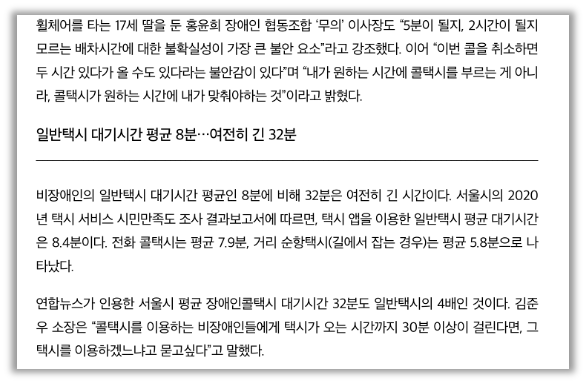 휠체어를 타는 17세 딸을 둔 홍윤희 장애인 협동조합 ‘무의’ 이사장도 “5분이 될지, 2시간이 될지
모르는 배차시간에 대한 불확실성이 가장 큰 불안 요소”라고 강조했다. 이어 “이번 콜을 취소하면
두 시간 있다가 올 수도 있다라는 불안감이 있다”며 “내가 원하는 시간에 콜택시를 부르는 게 아니
라, 콜택시가 원하는 시간에 내가 맞춰야하는 것”이라고 밝혔다.
일반택시 대기시간 평균 8분…여전히 긴 32분
비장애인의 일반택시 대기시간 평균인 8분에 비해 32분은 여전히 긴 시간이다. 서울시의 2020
년 택시 서비스 시민만족도 조사 결과보고서에 따르면, 택시 앱을 이용한 일반택시 평균 대기시간
은 8.4분이다. 전화 콜택시는 평균 7.9분, 거리 순항택시(길에서 잡는 경우)는 평균 5.8분으로 나
타났다.
연합뉴스가 인용한 서울시 평균 장애인콜택시 대기시간 32분도 일반택시의 4배인 것이다. 김준
우 소장은 “콜택시를 이용하는 비장애인들에게 택시가 오는 시간까지 30분 이상이 걸린다면, 그
택시를 이용하겠느냐고 묻고싶다”고 말했다.